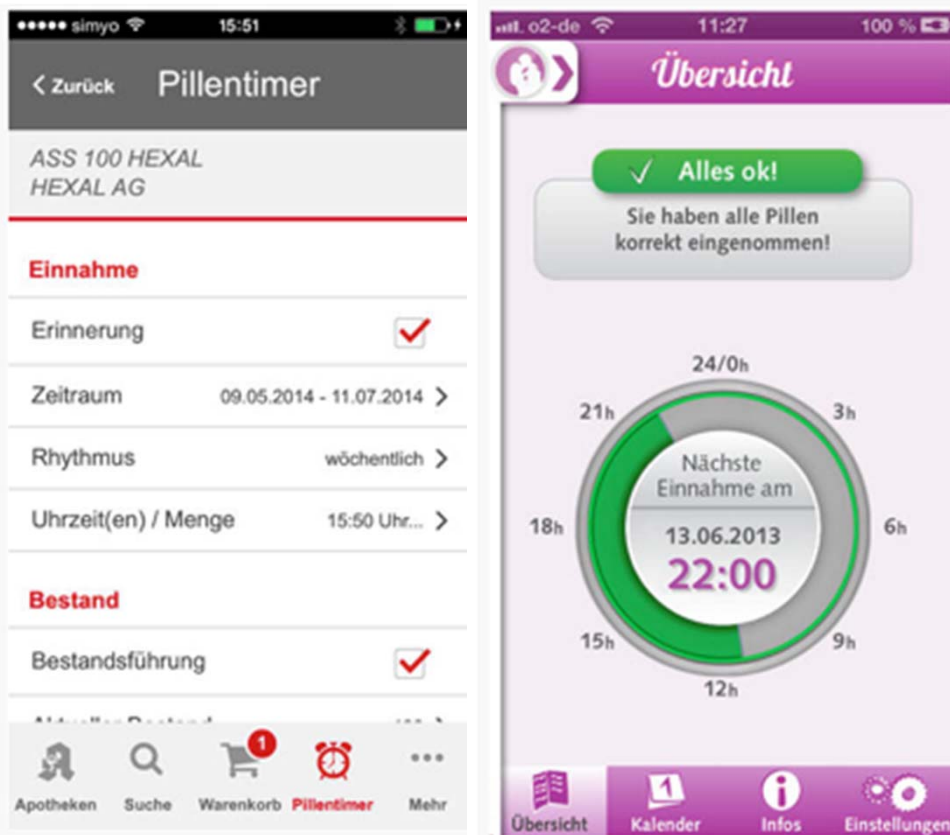 simyo 15:51
Zurück Pillentimer
ASS 100 HEXAL
HEXAL AG
Einnahme
Erinnerung
Zeitraum 09.05.2014 - 11.07.2014
Rhythmus wöchentlich
Uhrzeit(en) / Menge 15:50 Uhr...
Bestand
Bestandsführung
1
Apotheken Suche Warenkorb Pillentimer Mehr
o2-de 11:27 100 %
Übersicht
Alles ok!
Sie haben alle Pillen
korrekt eingenommen!
24/0h
21h 3h
Nächste
Einnahme am
18h 6h
13.06.2013
22:00
15h 9h
12h
1
Übersicht Kalender Infos Einstellungen